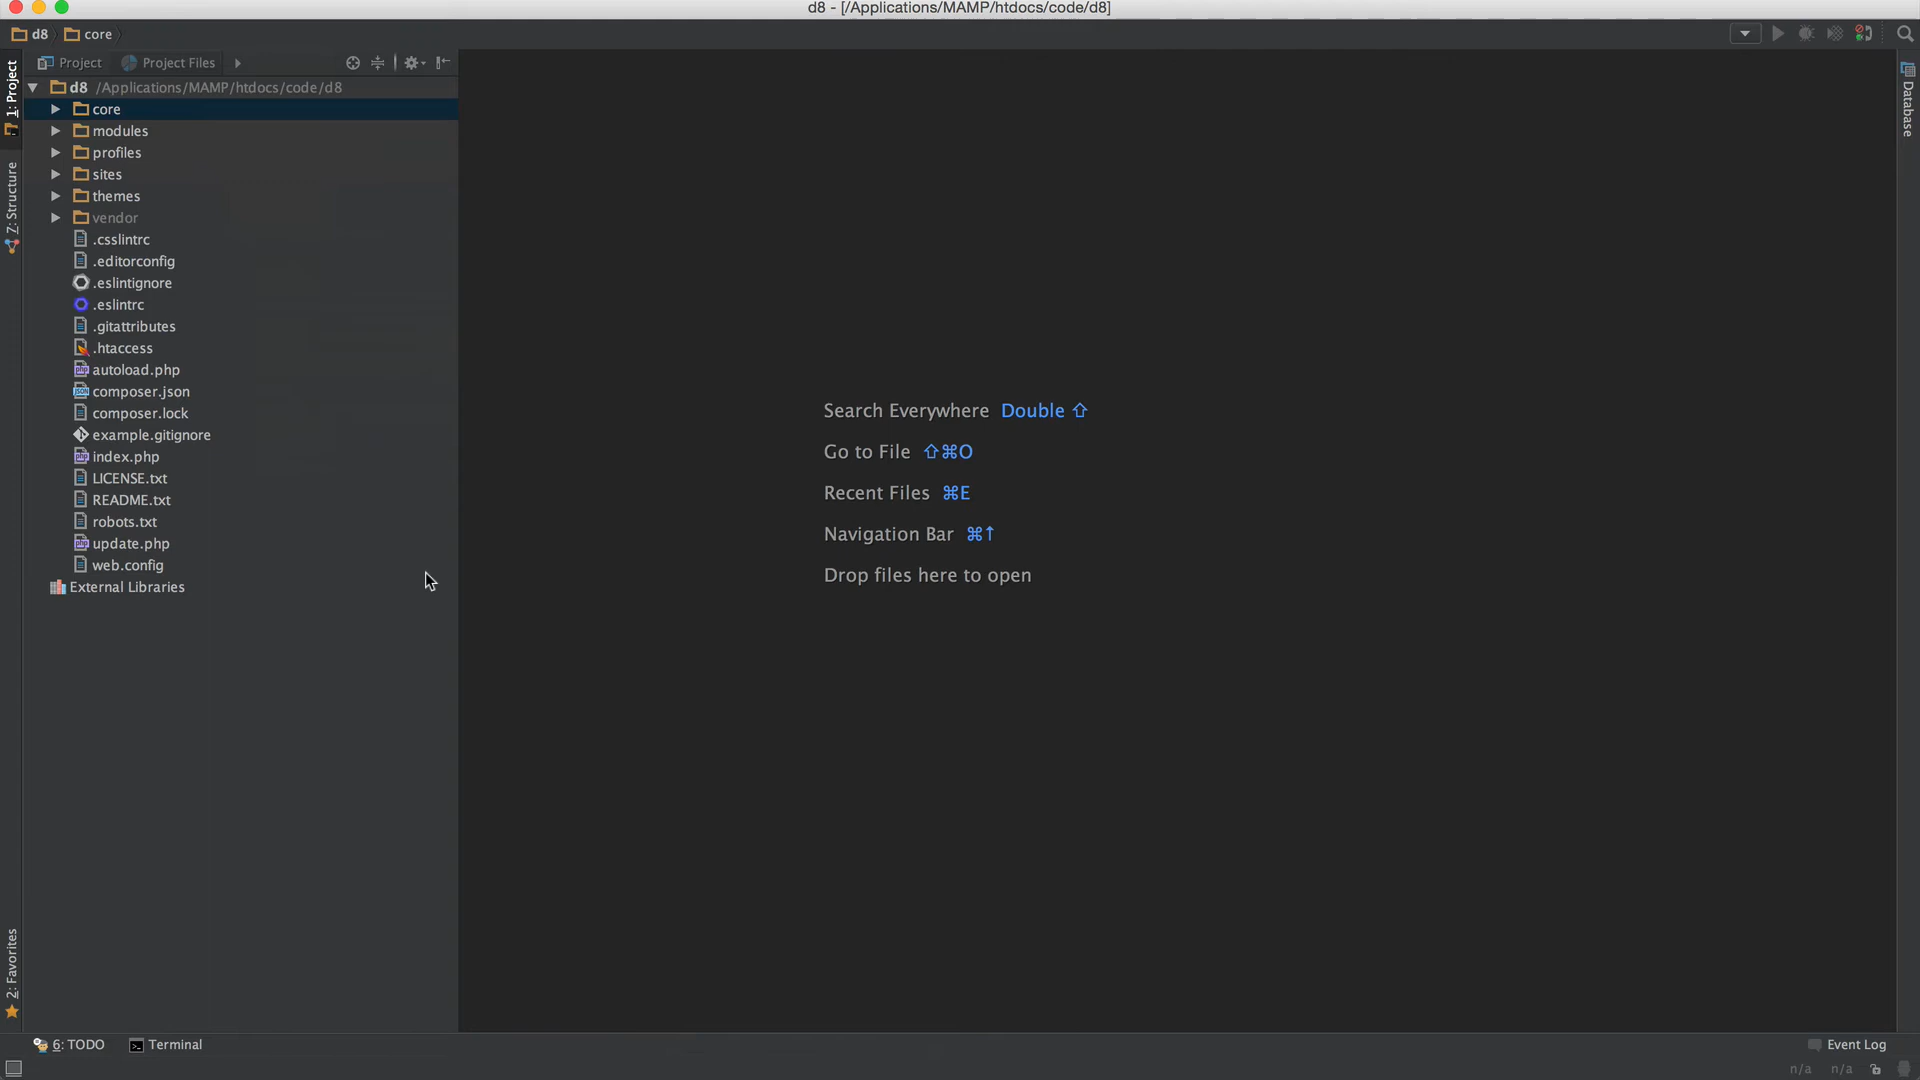 d8 - [/Applications/MAMP/htdocs/code/d8]
d8 core
Project Project Files
1: Project
Z: Structure
2: Favorites
Database
d8 /Applications/MAMP/htdocs/code/d8
core
modules
profiles
sites
themes
vendor
.csslintrc
.editorconfig
.eslintignore
.eslintrc
.gitattributes
.htaccess
autoload.php
composer.json
composer.lock
example.gitignore
index.php
LICENSE.txt
README.txt
robots.txt
update.php
web.config
External Libraries
Search Everywhere Double ⇧
Go to File ⇧⌘O
Recent Files ⌘E
Navigation Bar ⌘↑
Drop files here to open
6: TODO Terminal Event Log
n/a n/a